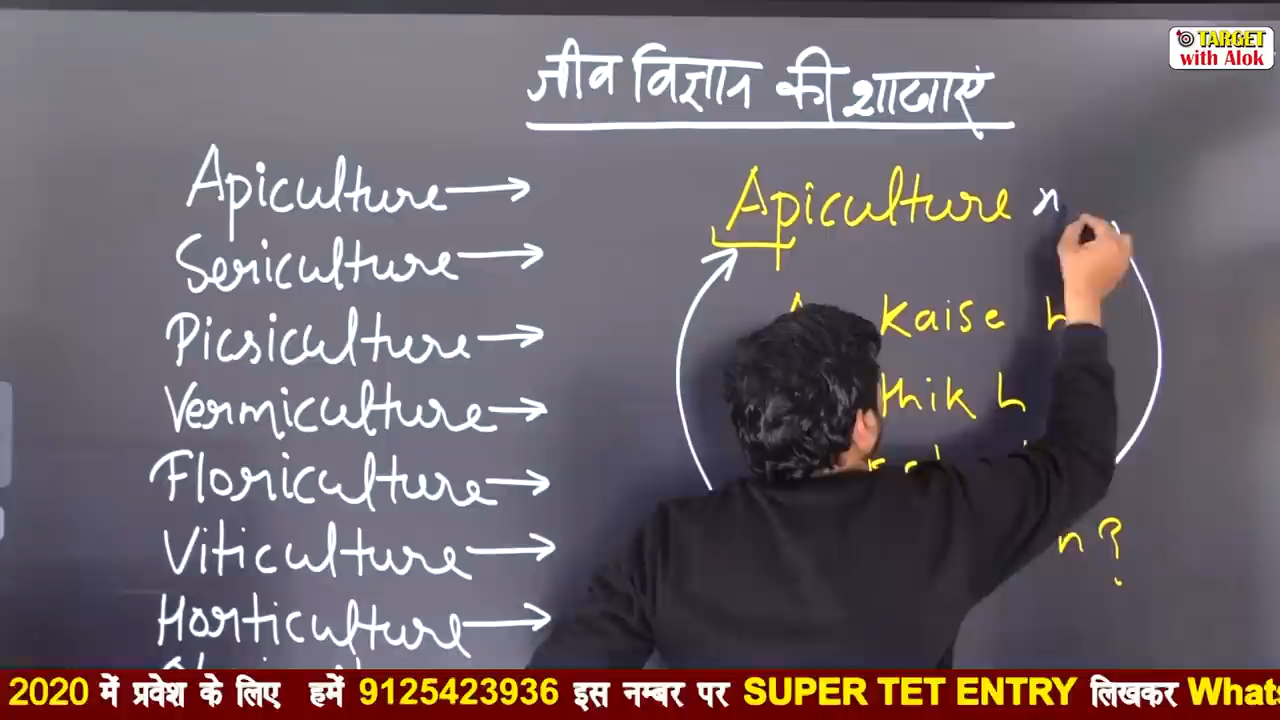 TARGET
with Alok
जीव विज्ञान की शाखाएं
Apiculture →
Sericulture →
Picsiculture →
Vermiculture →
Floriculture →
Viticulture →
Horticulture →
Apiculture
Kaise h
thik h
n?
2020 में प्रवेश के लिए हमें 9125423936 इस नम्बर पर SUPER TET ENTRY लिखकर Whats